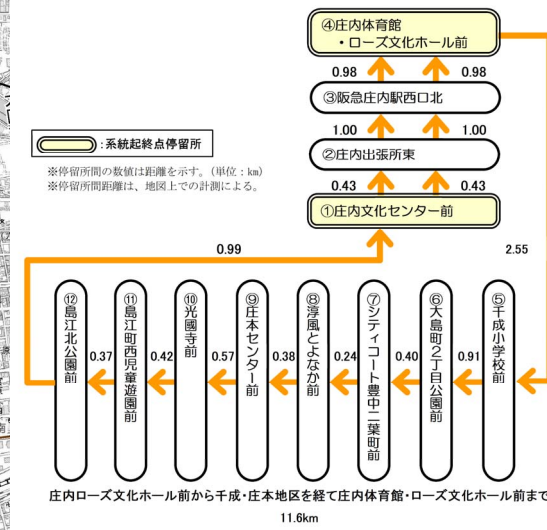 ④庄内体育館
・ローズ文化ホール前
0.98
0.98
③阪急庄内駅西口北
1.00
1.00
②庄内出張所東
0.43
0.43
①庄内文化センター前
:系統起終点停留所
※停留所間の数値は距離を示す。(単位:km)
※停留所間距離は、地図上での計測による。
0.99
2.55
⑫島江北公園前
0.37
⑪島江町西児童遊園前
0.42
⑩光國寺前
0.57
⑨庄本センター前
0.38
⑧淳風とよなか前
0.24
⑦シティコート豊中二葉町前
0.40
⑥大島町2丁目公園前
0.91
⑤千成小学校前
庄内ローズ文化ホール前から千成・庄本地区を経て庄内体育館・ローズ文化ホール前まで
11.6km